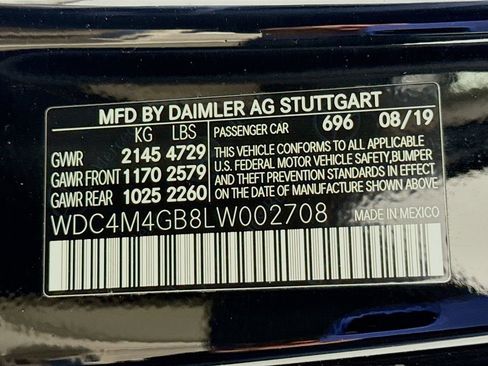 MFD BY DAIMLER AG STUTTGART
KG LBS PASSENGER CAR 696 08/19
GVWR 2145 4729 THIS VEHICLE CONFORMS TO ALL APPLICABLE
GAWR FRONT 1170 2579 U.S. FEDERAL MOTOR VEHICLE SAFETY,BUMPER
AND THEFT PREVENTION STANDARDS IN EFFECT
GAWR REAR 1025 2260 ON THE DATE OF MANUFACTURE SHOWN ABOVE.
WDC4M4GB8LW002708 MADE IN MEXICO